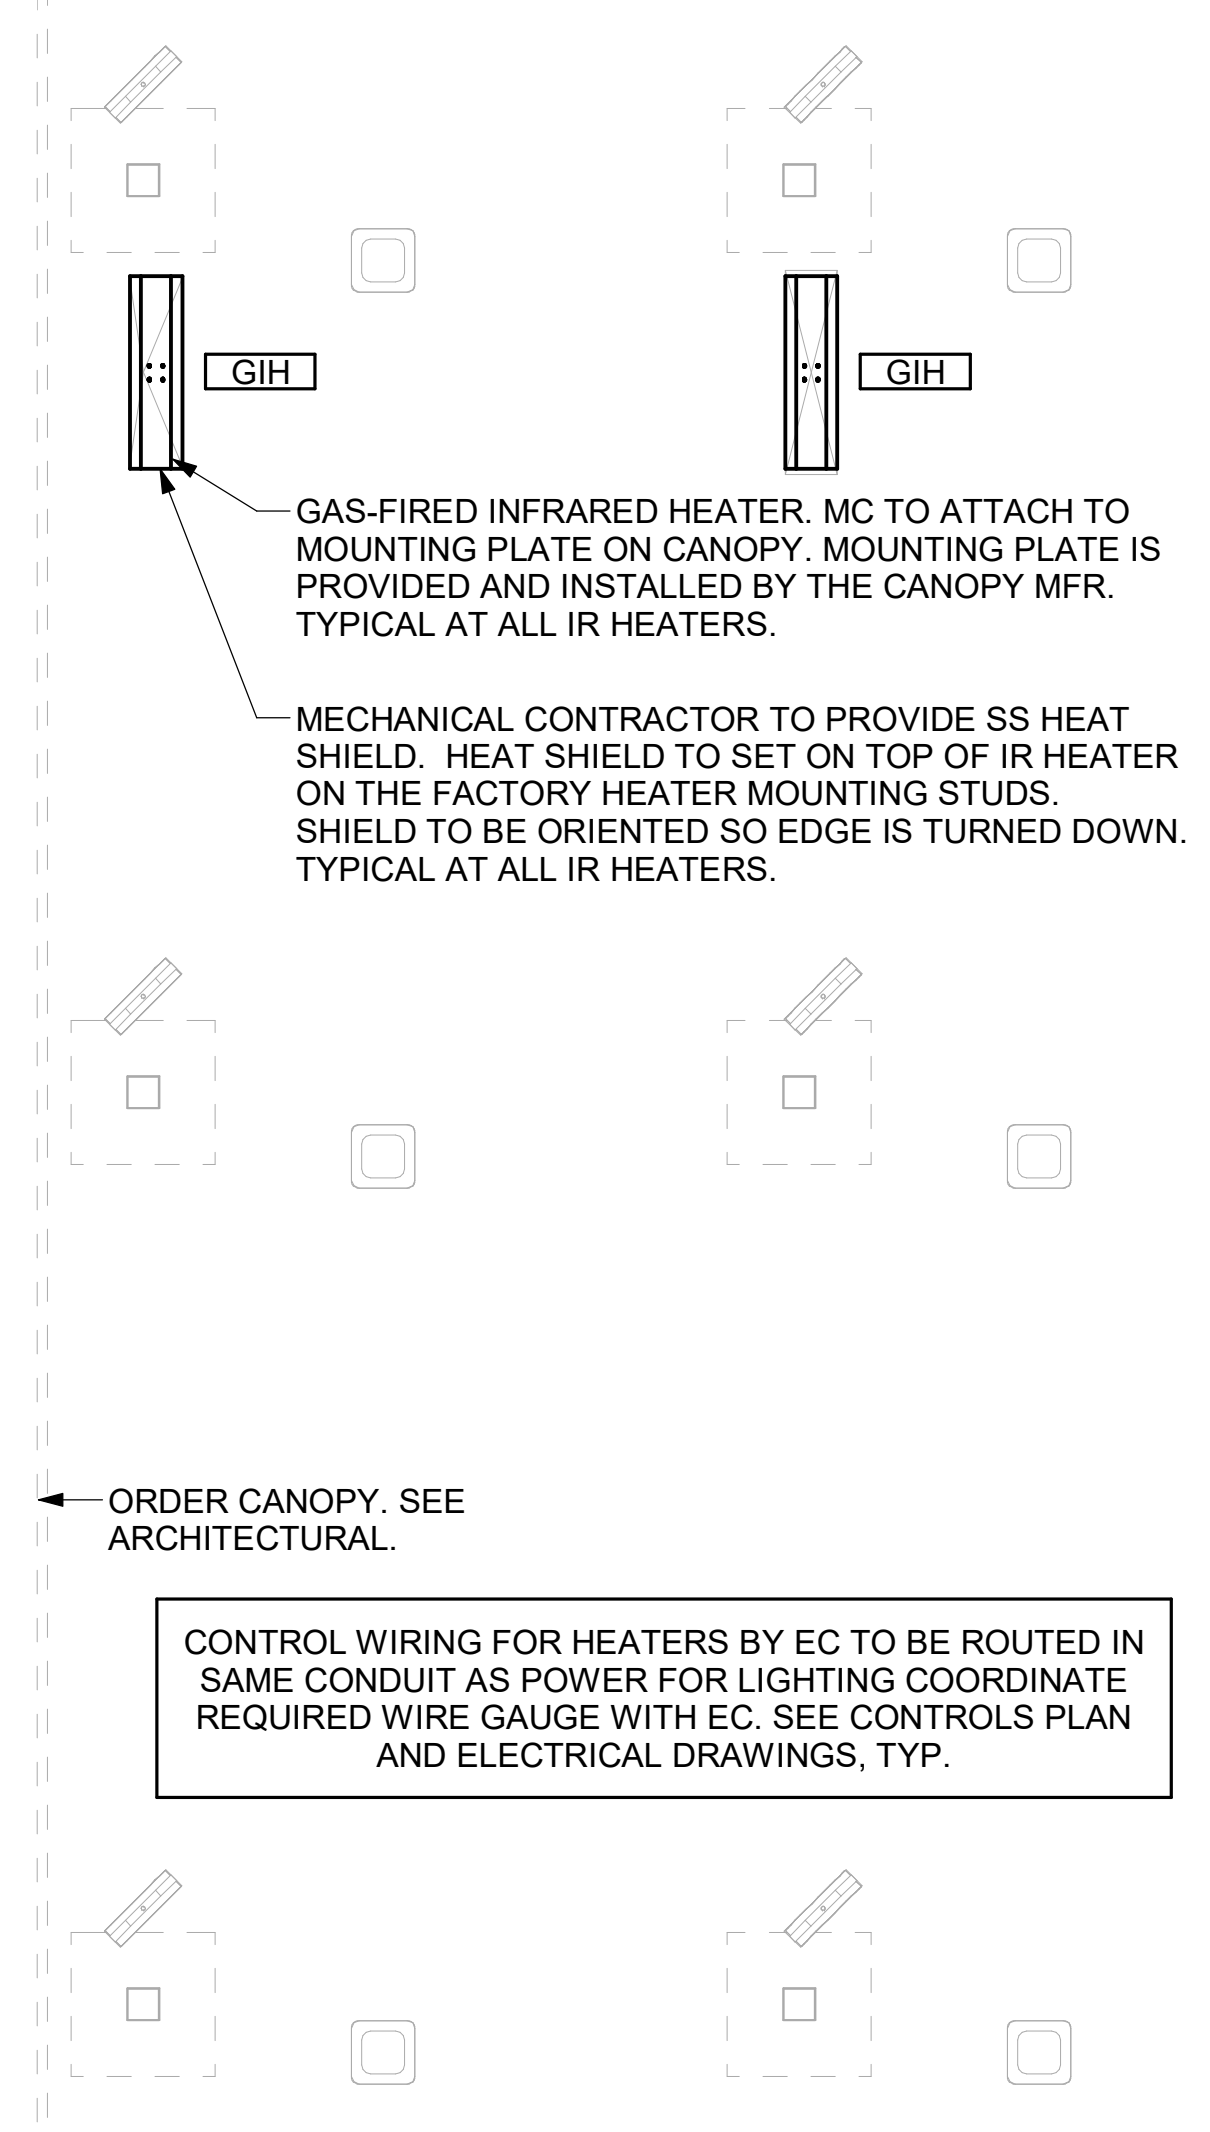 GIH
GIH
GAS-FIRED INFRARED HEATER. MC TO ATTACH TO
MOUNTING PLATE ON CANOPY. MOUNTING PLATE IS
PROVIDED AND INSTALLED BY THE CANOPY MFR.
TYPICAL AT ALL IR HEATERS.
MECHANICAL CONTRACTOR TO PROVIDE SS HEAT
SHIELD.  HEAT SHIELD TO SET ON TOP OF IR HEATER
ON THE FACTORY HEATER MOUNTING STUDS.
SHIELD TO BE ORIENTED SO EDGE IS TURNED DOWN.
TYPICAL AT ALL IR HEATERS.
ORDER CANOPY. SEE
ARCHITECTURAL.
CONTROL WIRING FOR HEATERS BY EC TO BE ROUTED IN
SAME CONDUIT AS POWER FOR LIGHTING COORDINATE
REQUIRED WIRE GAUGE WITH EC. SEE CONTROLS PLAN
AND ELECTRICAL DRAWINGS, TYP.